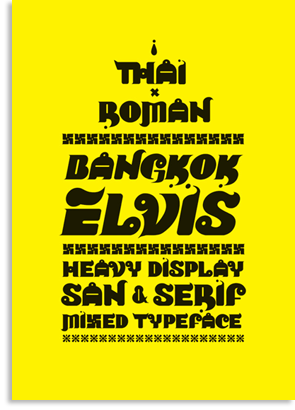 THAI
×
ROMAN
BANGKOK
ELVIS
HEAVY DISPLAY
SAN & SERIF
MIXED TYPEFACE